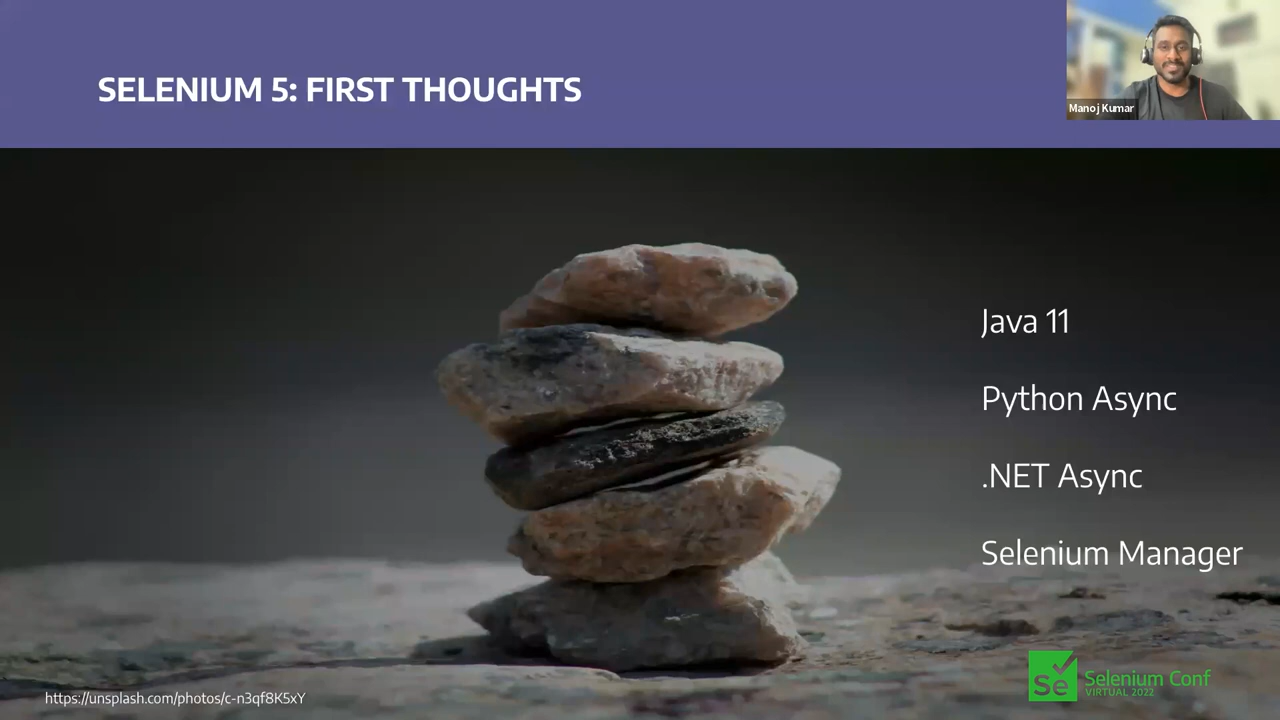 SELENIUM 5: FIRST THOUGHTS
Manoj Kumar
Java 11
Python Async
.NET Async
Selenium Manager
Se
Selenium Conf
VIRTUAL 2022
https://unsplash.com/photos/c-n3qf8K5xY